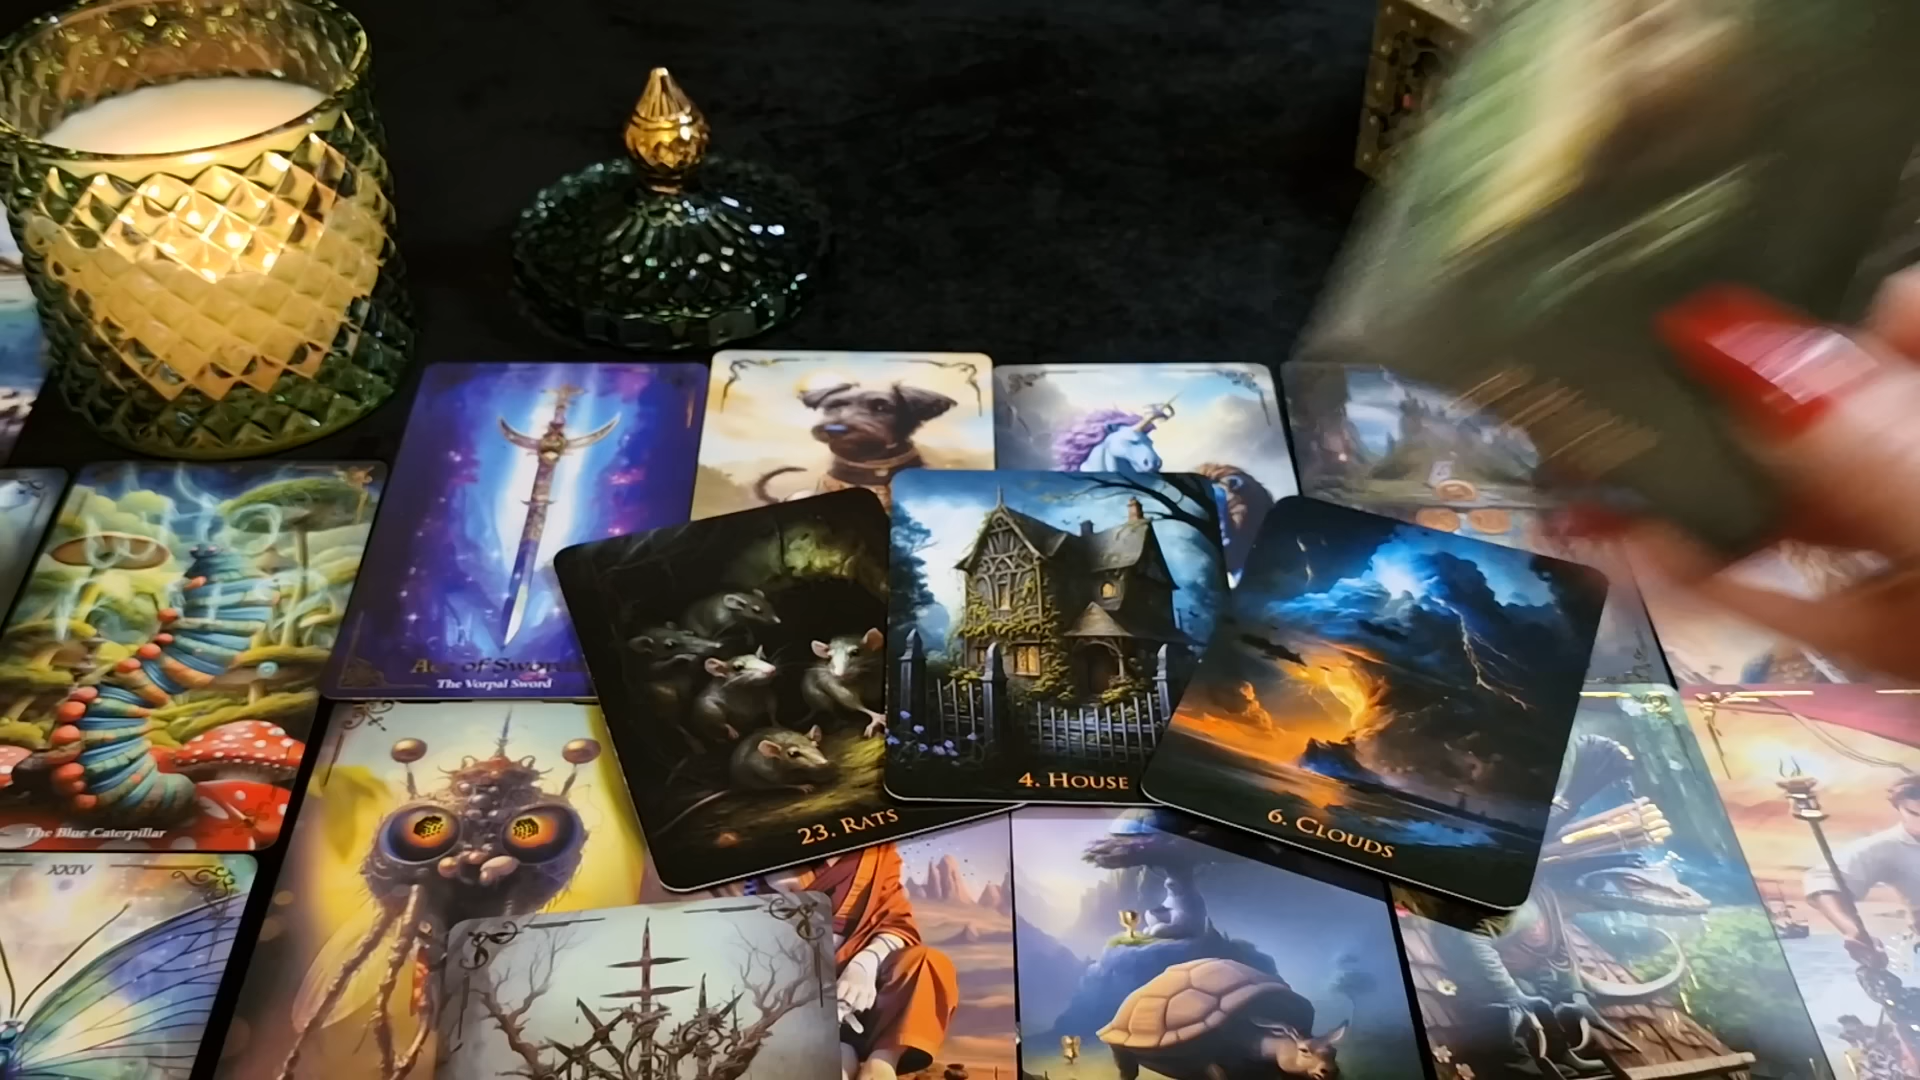 Ace of Swords
The Vorpal Sword
The Blue Caterpillar
XXIV
23. RATS
4. HOUSE
6. CLOUDS